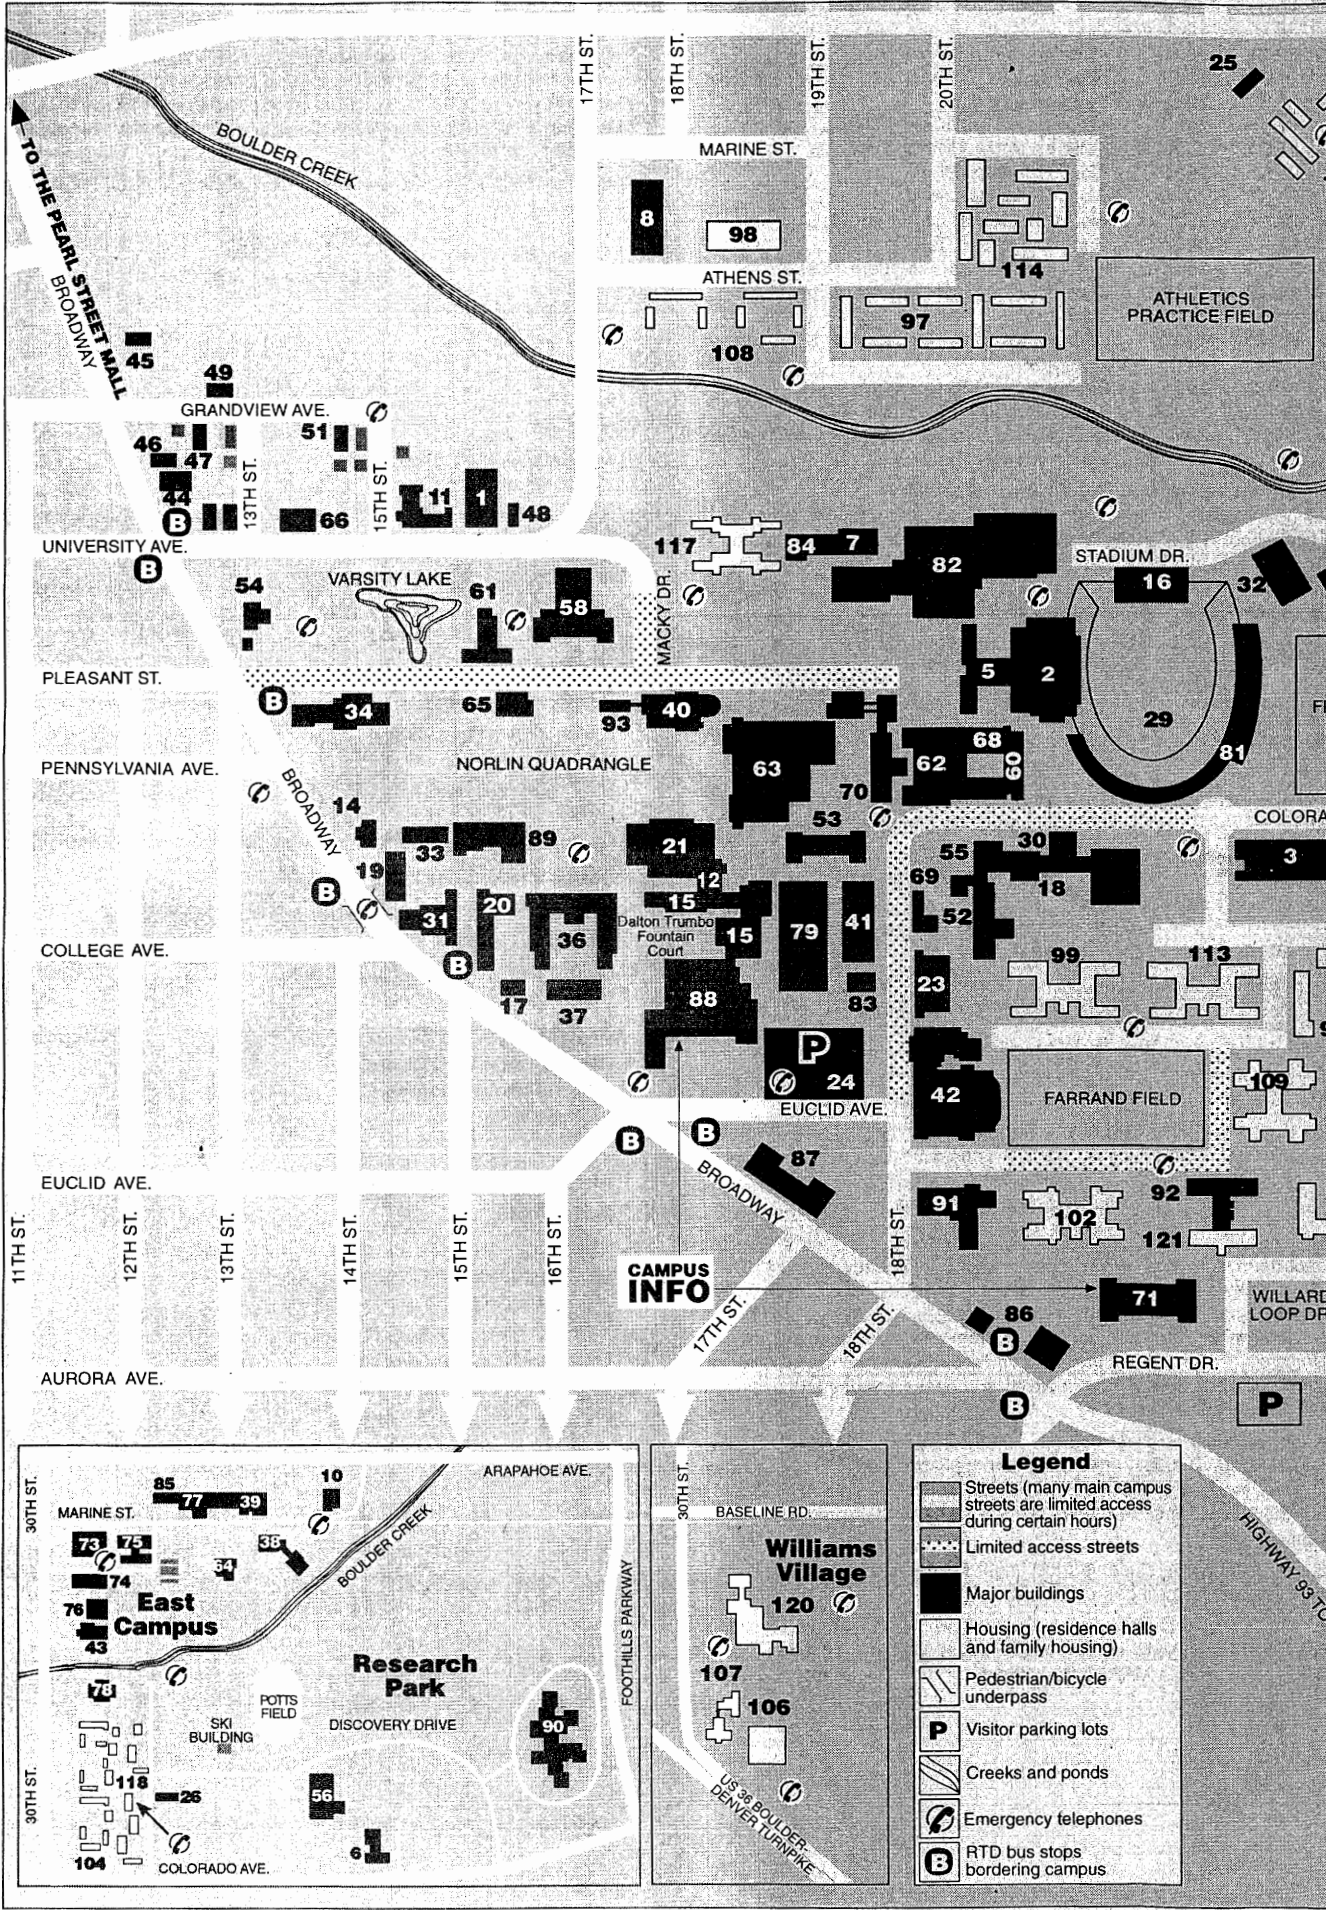 17TH ST.
18TH ST.
19TH ST.
20TH ST.
25
BOULDER CREEK
MARINE ST.
TO THE PEARL STREET MALL
BROADWAY
8
98
114
ATHENS ST.
ATHLETICS
PRACTICE FIELD
97
108
45
49
GRANDVIEW AVE.
46
47
51
44
13TH ST.
15TH ST.
11
1
48
66
B
UNIVERSITY AVE.
B
117
84
7
82
STADIUM DR.
16
32
54
VARSITY LAKE
61
58
MACKY DR.
5
2
29
81
PLEASANT ST.
B
34
65
93
40
68
62
60
63
70
NORLIN QUADRANGLE
PENNSYLVANIA AVE.
BROADWAY
14
33
89
21
53
COLORA
30
55
3
19
12
69
18
B
31
20
36
15
Dalton Trumbo
Fountain
Court
15
79
41
52
COLLEGE AVE.
B
99
113
17
37
88
83
23
P
24
42
FARRAND FIELD
109
EUCLID AVE.
B
B
87
BROADWAY
EUCLID AVE.
91
102
92
121
11TH ST.
12TH ST.
13TH ST.
14TH ST.
15TH ST.
16TH ST.
18TH ST.
CAMPUS
INFO
71
WILLARD
LOOP DR
17TH ST.
18TH ST.
86
B
REGENT DR.
AURORA AVE.
B
P
HIGHWAY 93 TO
30TH ST.
MARINE ST.
85
77
39
10
ARAPAHOE AVE.
73
75
64
38
BOULDER CREEK
74
76
43
East
Campus
78
Research
Park
FOOTHILLS PARKWAY
POTTS
FIELD
SKI
BUILDING
DISCOVERY DRIVE
90
30TH ST.
118
26
56
6
104
COLORADO AVE.
30TH ST.
BASELINE RD.
Williams
Village
120
107
106
US 36 BOULDER-
DENVER TURNPIKE
Legend
Streets (many main campus
streets are limited access
during certain hours)
Limited access streets
Major buildings
Housing (residence halls
and family housing)
Pedestrian/bicycle
underpass
P
Visitor parking lots
Creeks and ponds
Emergency telephones
B
RTD bus stops
bordering campus